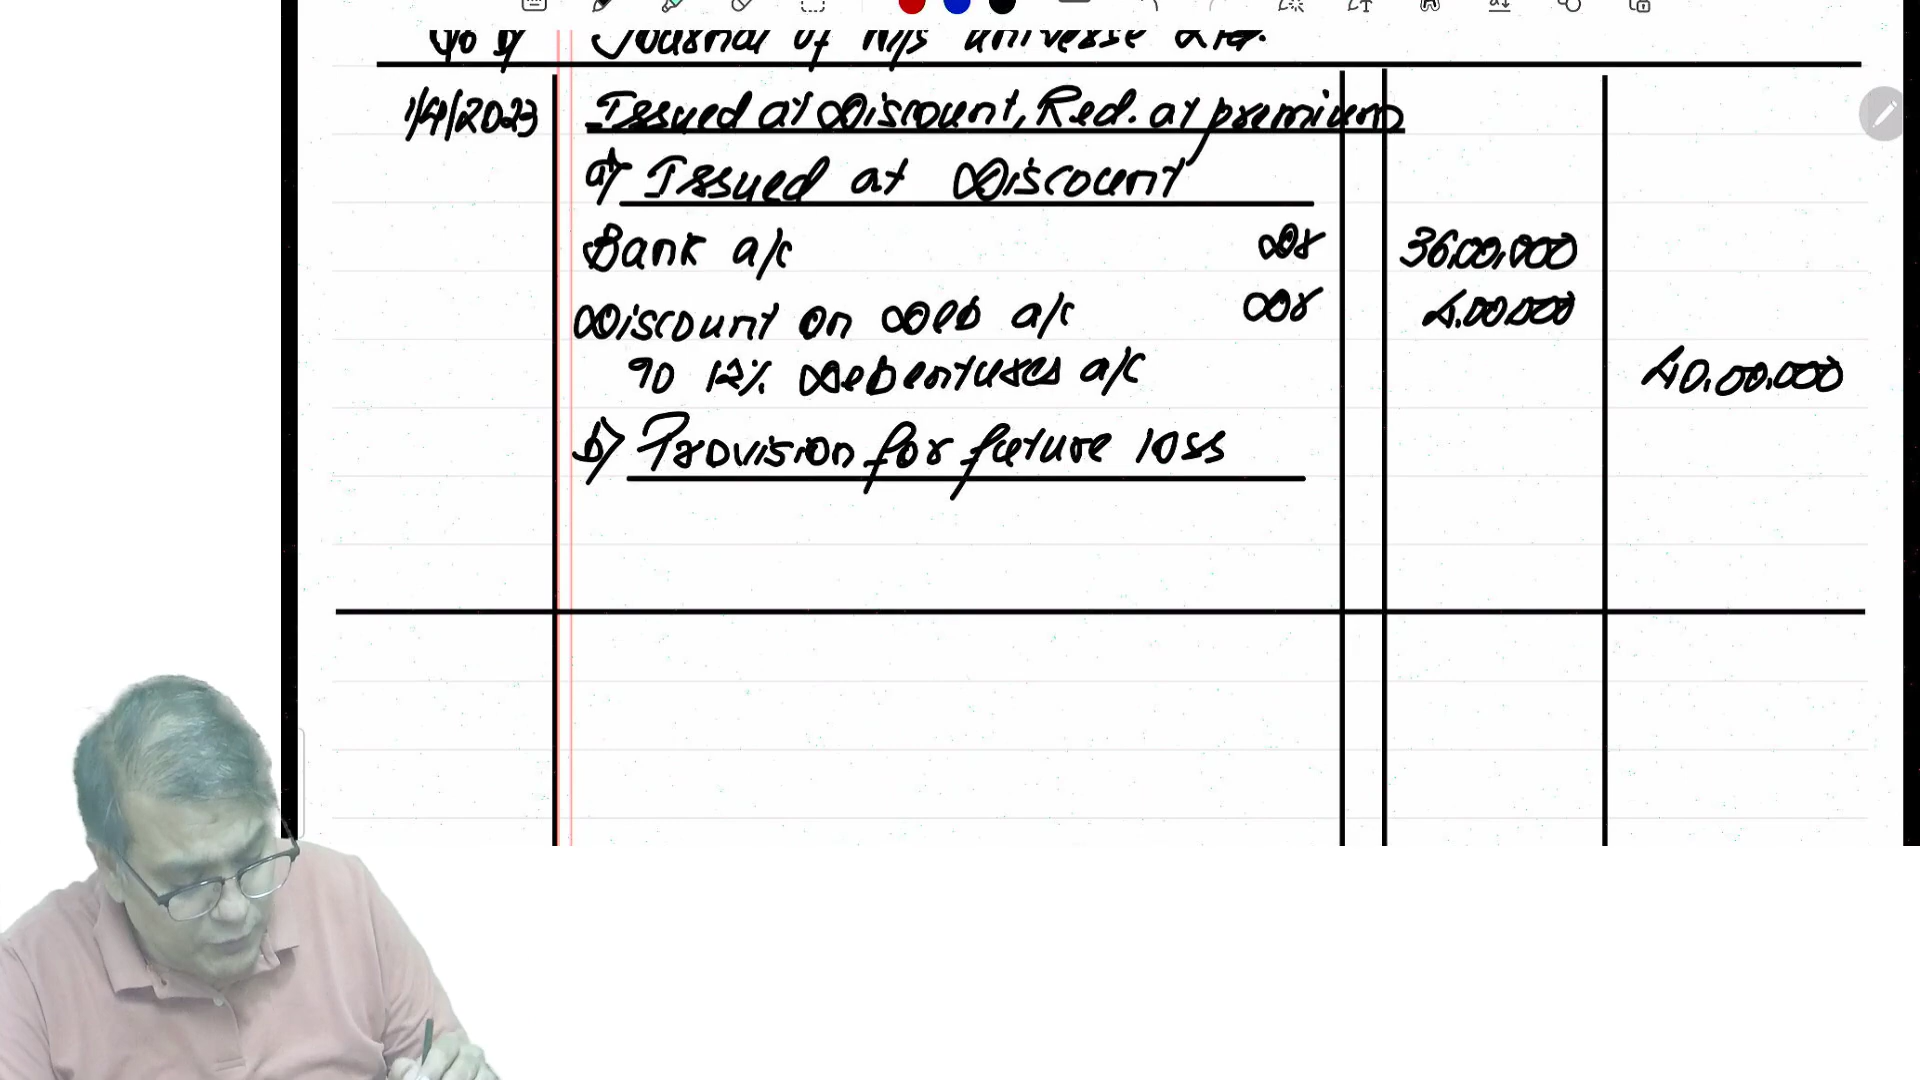 Journal of M/s Universe Ltd.
1/4/2023 Issued at Discount, Red. at premium
a) Issued at Discount
Bank a/c Dr 36,00,000
Discount on Deb a/c Dr 4,00,000
To 12% Debentures a/c 40,00,000
b) Provision for future loss